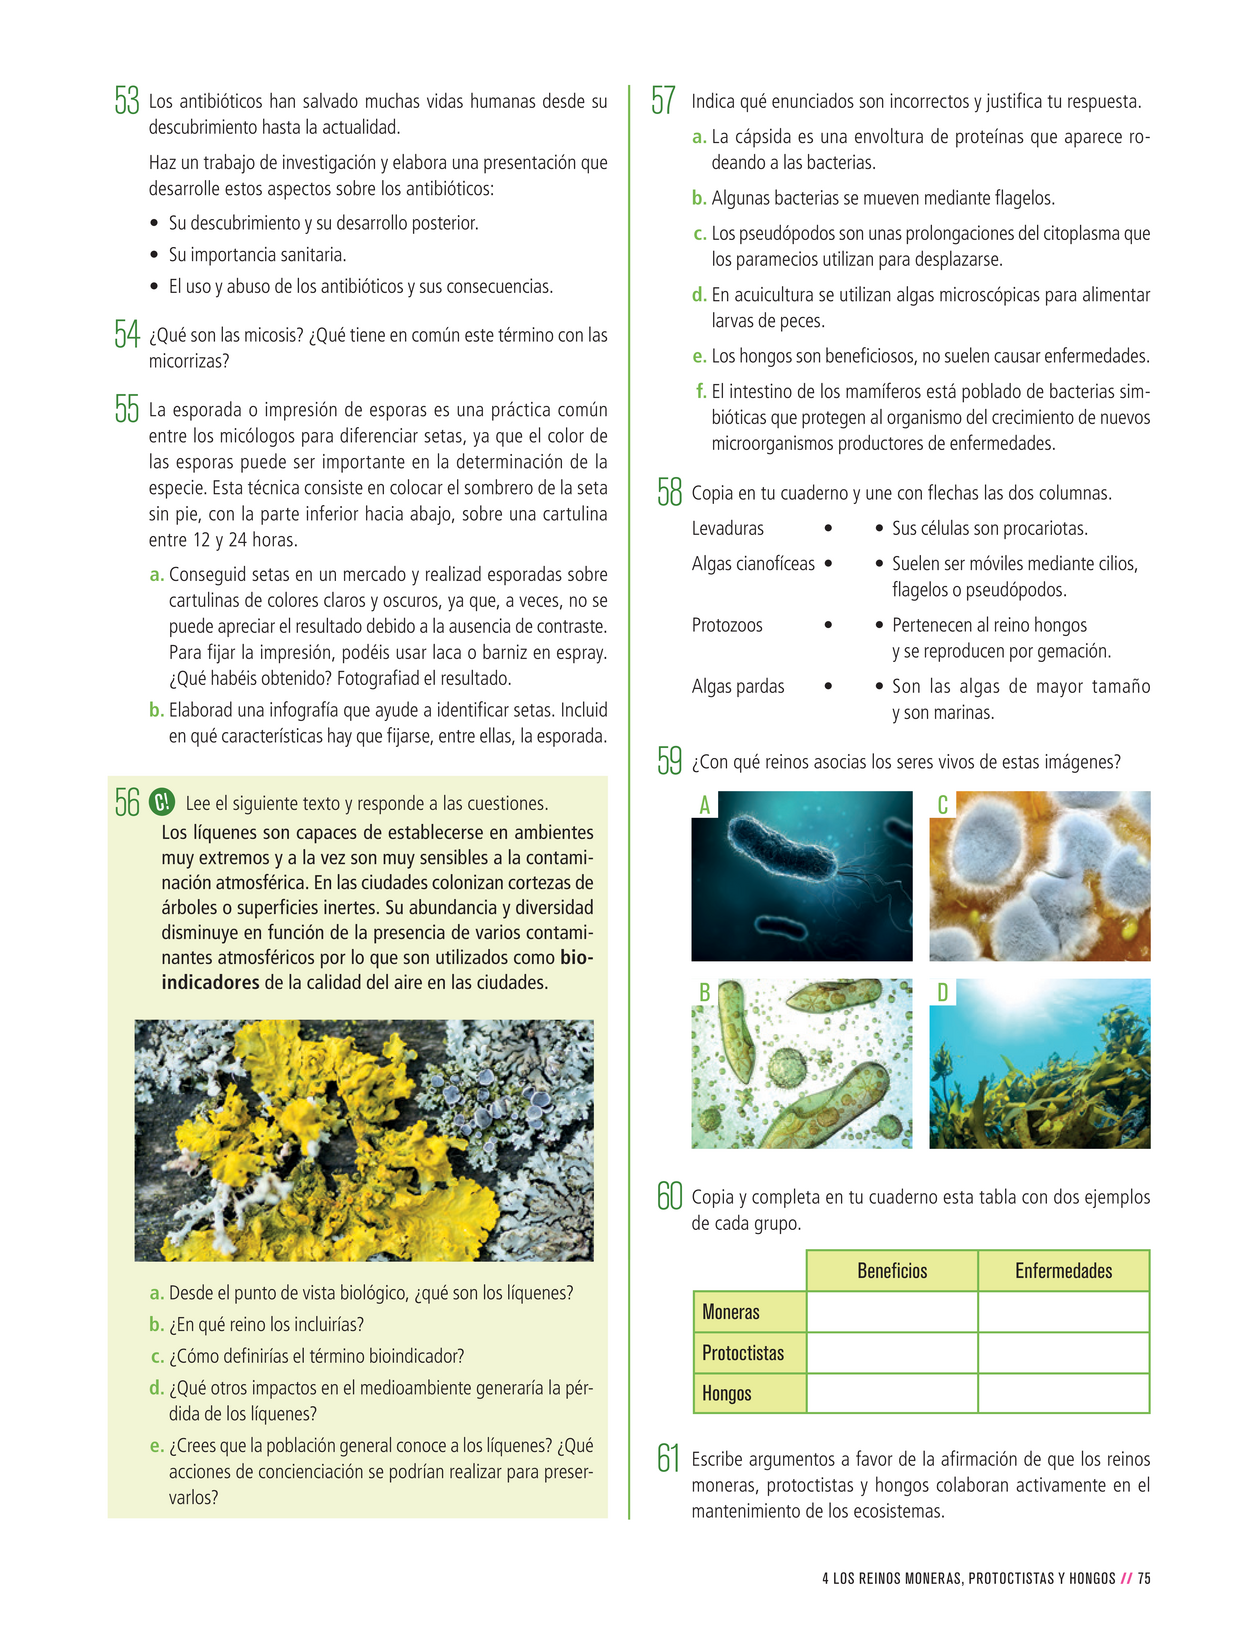 53 Los antibióticos han salvado muchas vidas humanas desde su
descubrimiento hasta la actualidad.
Haz un trabajo de investigación y elabora una presentación que
desarrolle estos aspectos sobre los antibióticos:
• Su descubrimiento y su desarrollo posterior.
• Su importancia sanitaria.
• El uso y abuso de los antibióticos y sus consecuencias.
54 ¿Qué son las micosis? ¿Qué tiene en común este término con las
micorrizas?
55 La esporada o impresión de esporas es una práctica común
entre los micólogos para diferenciar setas, ya que el color de
las esporas puede ser importante en la determinación de la
especie. Esta técnica consiste en colocar el sombrero de la seta
sin pie, con la parte inferior hacia abajo, sobre una cartulina
entre 12 y 24 horas.
a. Conseguid setas en un mercado y realizad esporadas sobre
cartulinas de colores claros y oscuros, ya que, a veces, no se
puede apreciar el resultado debido a la ausencia de contraste.
Para fijar la impresión, podéis usar laca o barniz en espray.
¿Qué habéis obtenido? Fotografiad el resultado.
b. Elaborad una infografía que ayude a identificar setas. Incluid
en qué características hay que fijarse, entre ellas, la esporada.
56 C! Lee el siguiente texto y responde a las cuestiones.
Los líquenes son capaces de establecerse en ambientes
muy extremos y a la vez son muy sensibles a la contami-
nación atmosférica. En las ciudades colonizan cortezas de
árboles o superficies inertes. Su abundancia y diversidad
disminuye en función de la presencia de varios contami-
nantes atmosféricos por lo que son utilizados como bio-
indicadores de la calidad del aire en las ciudades.
a. Desde el punto de vista biológico, ¿qué son los líquenes?
b. ¿En qué reino los incluirías?
c. ¿Cómo definirías el término bioindicador?
d. ¿Qué otros impactos en el medioambiente generaría la pér-
dida de los líquenes?
e. ¿Crees que la población general conoce a los líquenes? ¿Qué
acciones de concienciación se podrían realizar para preser-
varlos?
57 Indica qué enunciados son incorrectos y justifica tu respuesta.
a. La cápsida es una envoltura de proteínas que aparece ro-
deando a las bacterias.
b. Algunas bacterias se mueven mediante flagelos.
c. Los pseudópodos son unas prolongaciones del citoplasma que
los paramecios utilizan para desplazarse.
d. En acuicultura se utilizan algas microscópicas para alimentar
larvas de peces.
e. Los hongos son beneficiosos, no suelen causar enfermedades.
f. El intestino de los mamíferos está poblado de bacterias sim-
bióticas que protegen al organismo del crecimiento de nuevos
microorganismos productores de enfermedades.
58 Copia en tu cuaderno y une con flechas las dos columnas.
Levaduras • • Sus células son procariotas.
Algas cianofíceas • • Suelen ser móviles mediante cilios,
flagelos o pseudópodos.
Protozoos • • Pertenecen al reino hongos
y se reproducen por gemación.
Algas pardas • • Son las algas de mayor tamaño
y son marinas.
59 ¿Con qué reinos asocias los seres vivos de estas imágenes?
A C
B D
60 Copia y completa en tu cuaderno esta tabla con dos ejemplos
de cada grupo.
Beneficios Enfermedades
Moneras
Protoctistas
Hongos
61 Escribe argumentos a favor de la afirmación de que los reinos
moneras, protoctistas y hongos colaboran activamente en el
mantenimiento de los ecosistemas.
4 LOS REINOS MONERAS, PROTOCTISTAS Y HONGOS // 75